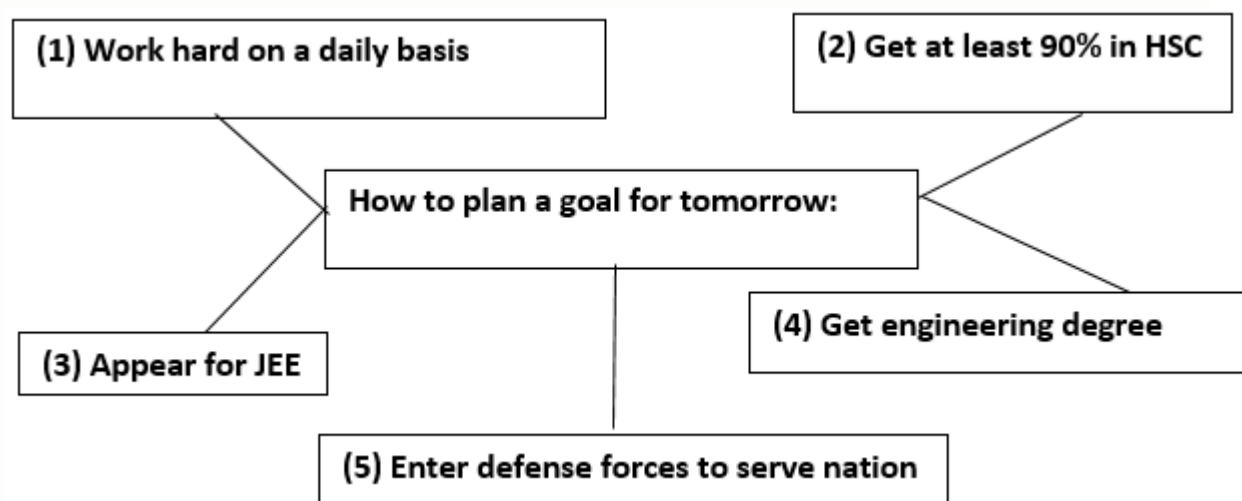 (1) Work hard on a daily basis
(2) Get at least 90% in HSC
How to plan a goal for tomorrow:
(3) Appear for JEE
(4) Get engineering degree
(5) Enter defense forces to serve nation